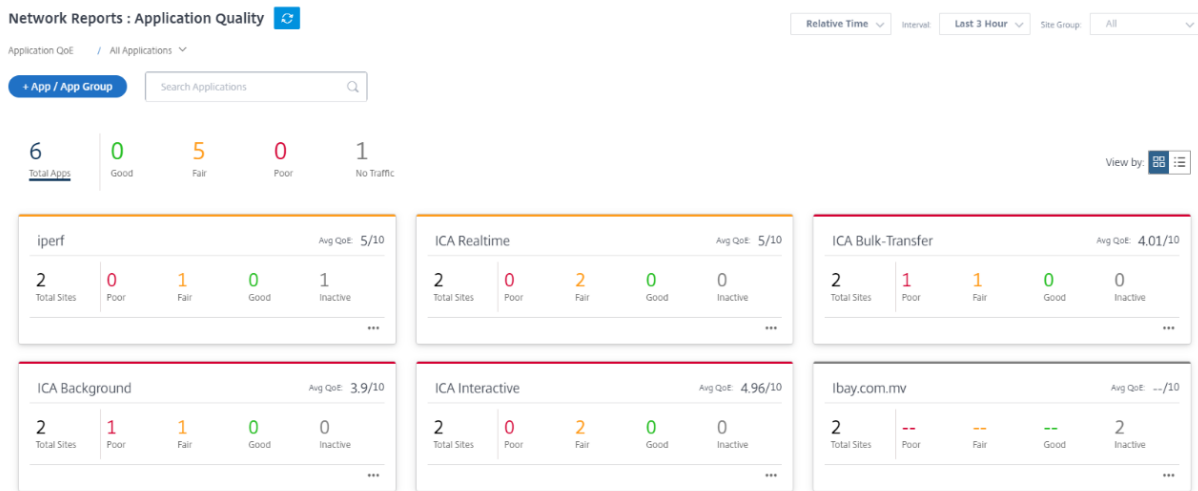 Network Reports : Application Quality
Relative Time Interval: Last 3 Hour Site Group: All
Application QoE / All Applications
+ App / App Group Search Applications
6 0 5 0 1
Total Apps Good Fair Poor No Traffic
View by:
iperf Avg QoE: 5/10
2 0 1 0 1
Total Sites Poor Fair Good Inactive
...
ICA Realtime Avg QoE: 5/10
2 0 2 0 0
Total Sites Poor Fair Good Inactive
...
ICA Bulk-Transfer Avg QoE: 4.01/10
2 1 1 0 0
Total Sites Poor Fair Good Inactive
...
ICA Background Avg QoE: 3.9/10
2 1 1 0 0
Total Sites Poor Fair Good Inactive
...
ICA Interactive Avg QoE: 4.96/10
2 0 2 0 0
Total Sites Poor Fair Good Inactive
...
Ibay.com.mv Avg QoE: --/10
2 -- -- -- 2
Total Sites Poor Fair Good Inactive
...